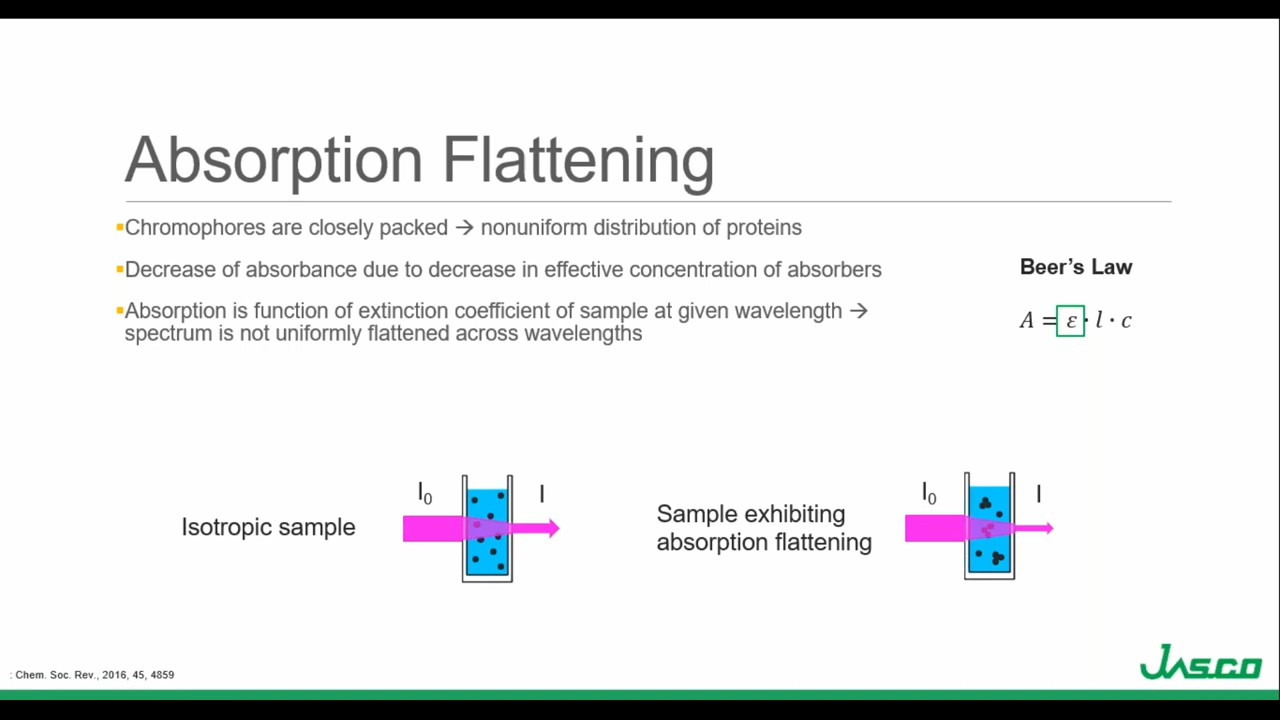 Absorption Flattening
▪Chromophores are closely packed → nonuniform distribution of proteins
▪Decrease of absorbance due to decrease in effective concentration of absorbers
▪Absorption is function of extinction coefficient of sample at given wavelength →
spectrum is not uniformly flattened across wavelengths
Beer's Law
A = ε · l · c
I₀
I
Isotropic sample
I₀
I
Sample exhibiting
absorption flattening
: Chem. Soc. Rev., 2016, 45, 4859
JASCO